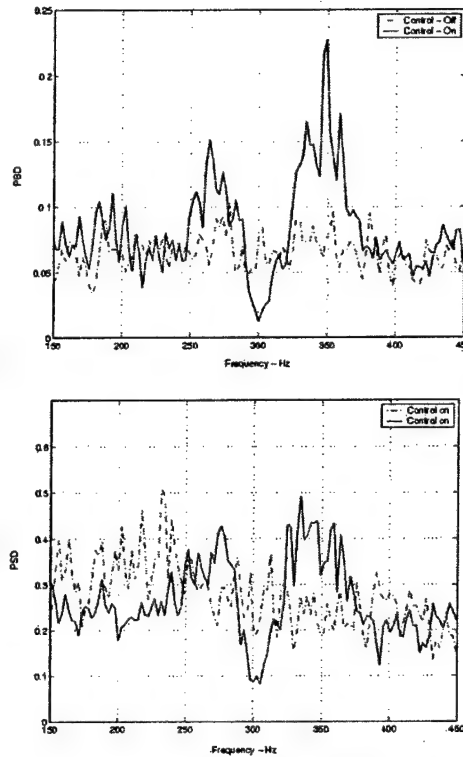 0.25
Control - Off
Control - On
0.2
0.15
PSD
0.1
0.05
0
150 200 250 300 350 400 450
Frequency - Hz
Control on
Control on
0.6
0.5
0.4
PSD
0.3
0.2
0.1
0
150 200 250 300 350 400 450
Frequency - Hz